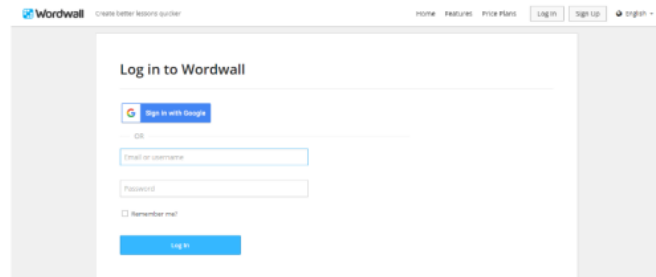 Wordwall Create better lessons quicker Home Features Price Plans Log In Sign Up English
Log in to Wordwall
Sign in with Google
OR
Email or username
Password
Remember me?
Log In